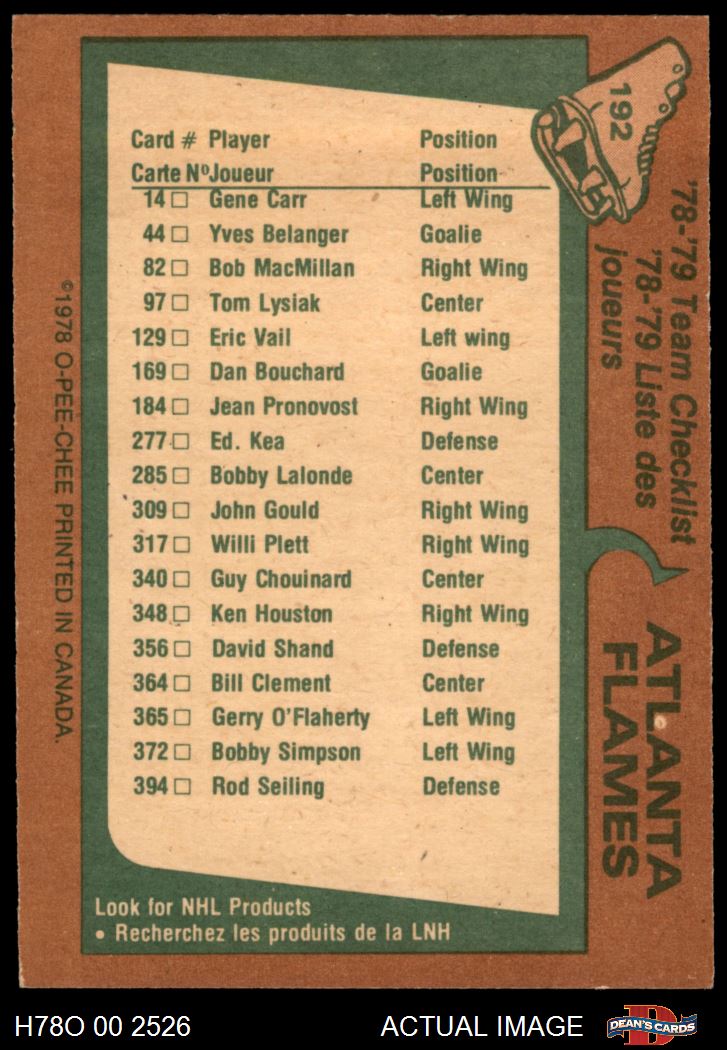 192
'78-'79 Team Checklist
'78-'79 Liste des
joueurs
ATLANTA
FLAMES
Card # Player Position
Carte Nº Joueur Position
14 □ Gene Carr Left Wing
44 □ Yves Belanger Goalie
82 □ Bob MacMillan Right Wing
97 □ Tom Lysiak Center
129 □ Eric Vail Left wing
169 □ Dan Bouchard Goalie
184 □ Jean Pronovost Right Wing
277 □ Ed. Kea Defense
285 □ Bobby Lalonde Center
309 □ John Gould Right Wing
317 □ Willi Plett Right Wing
340 □ Guy Chouinard Center
348 □ Ken Houston Right Wing
356 □ David Shand Defense
364 □ Bill Clement Center
365 □ Gerry O'Flaherty Left Wing
372 □ Bobby Simpson Left Wing
394 □ Rod Seiling Defense
Look for NHL Products
• Recherchez les produits de la LNH
©1978 O-PEE-CHEE PRINTED IN CANADA.
H78O 00 2526
ACTUAL IMAGE
D
DEAN'S CARDS